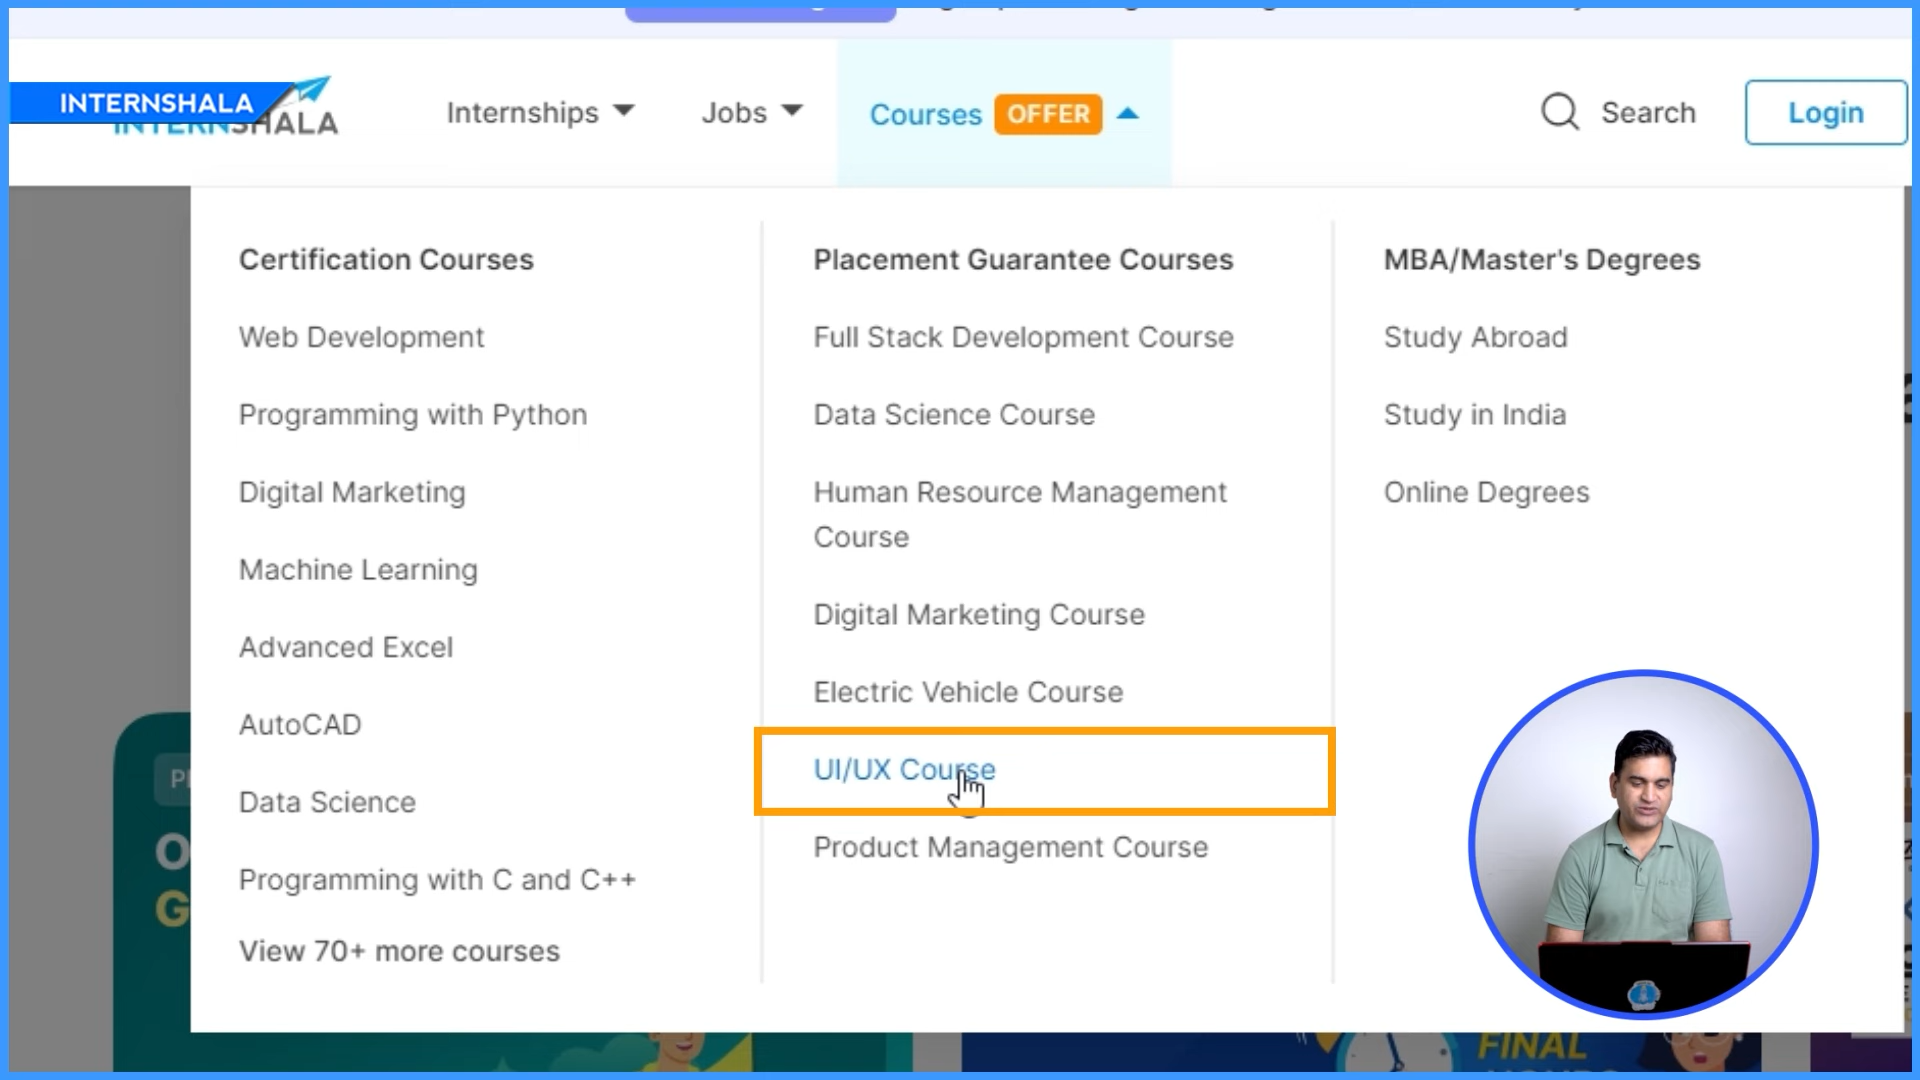 INTERNSHALA
INTERNSHALA
Internships
Jobs
Courses OFFER
Search
Login
Certification Courses
Web Development
Programming with Python
Digital Marketing
Machine Learning
Advanced Excel
AutoCAD
Data Science
Programming with C and C++
View 70+ more courses
Placement Guarantee Courses
Full Stack Development Course
Data Science Course
Human Resource Management
Course
Digital Marketing Course
Electric Vehicle Course
UI/UX Course
Product Management Course
MBA/Master's Degrees
Study Abroad
Study in India
Online Degrees
FINAL